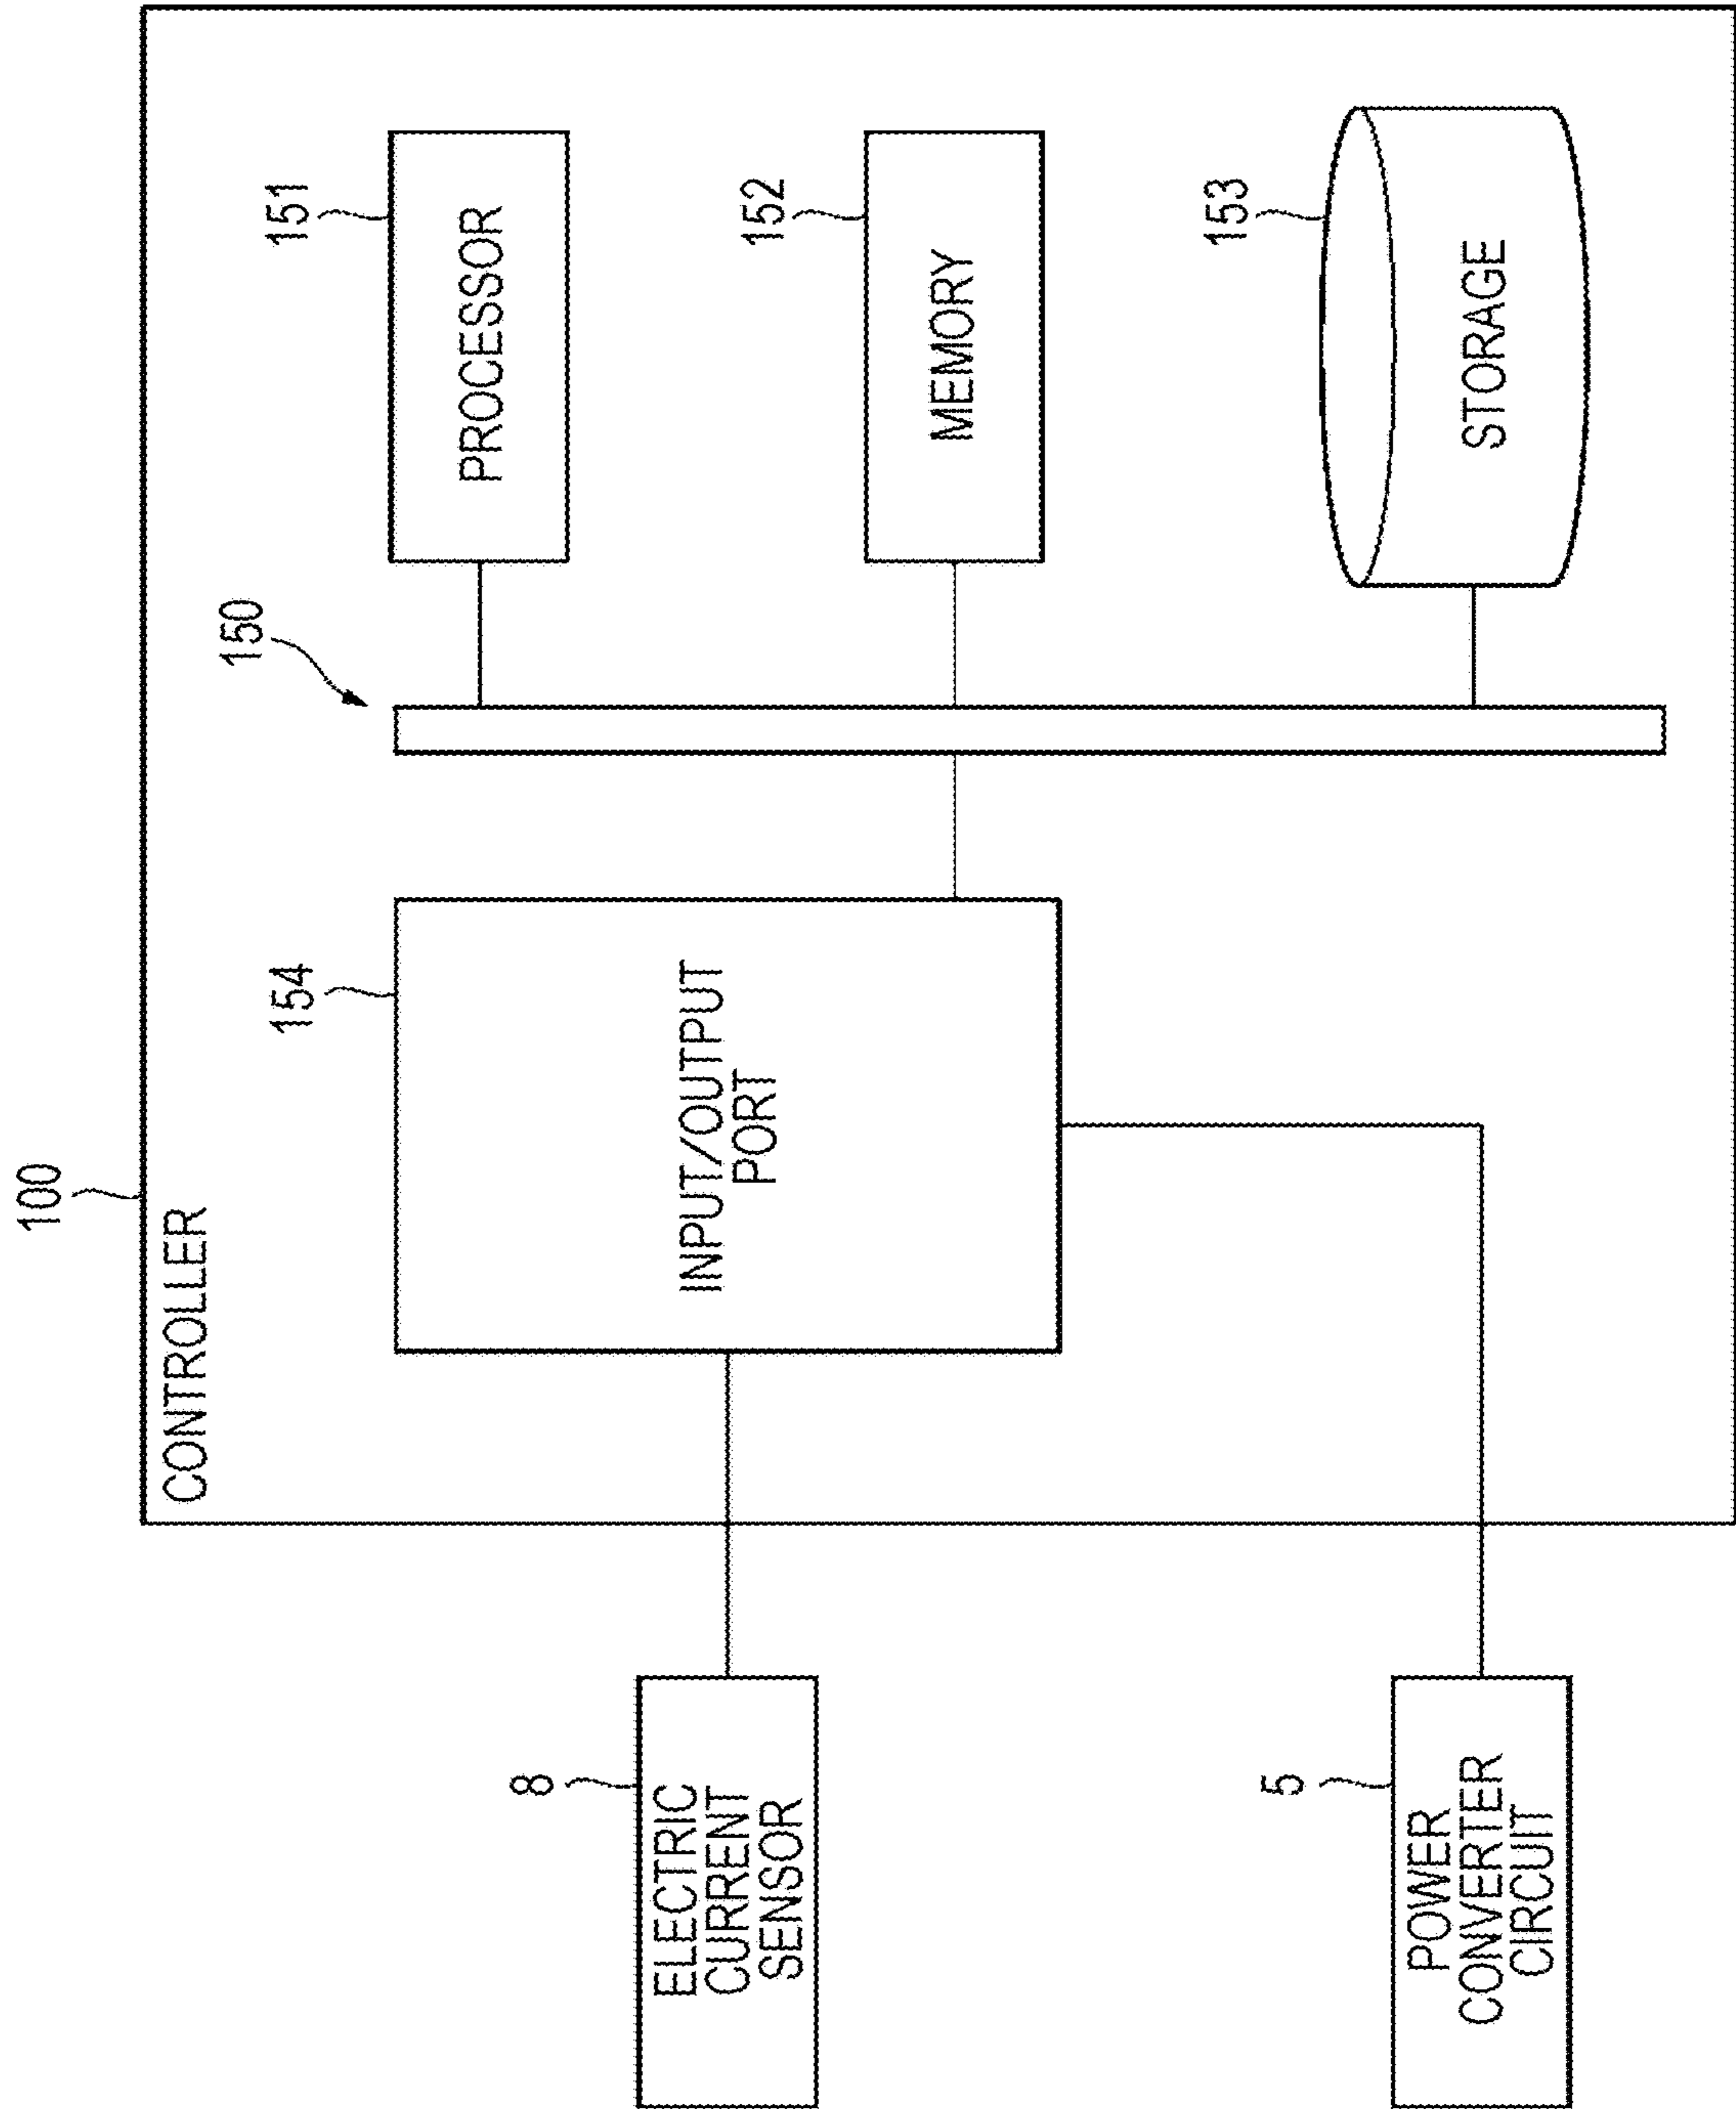 100
CONTROLLER
150
151
PROCESSOR
154
INPUT/OUTPUT
PORT
152
MEMORY
8
ELECTRIC
CURRENT
SENSOR
153
STORAGE
5
POWER
CONVERTER
CIRCUIT